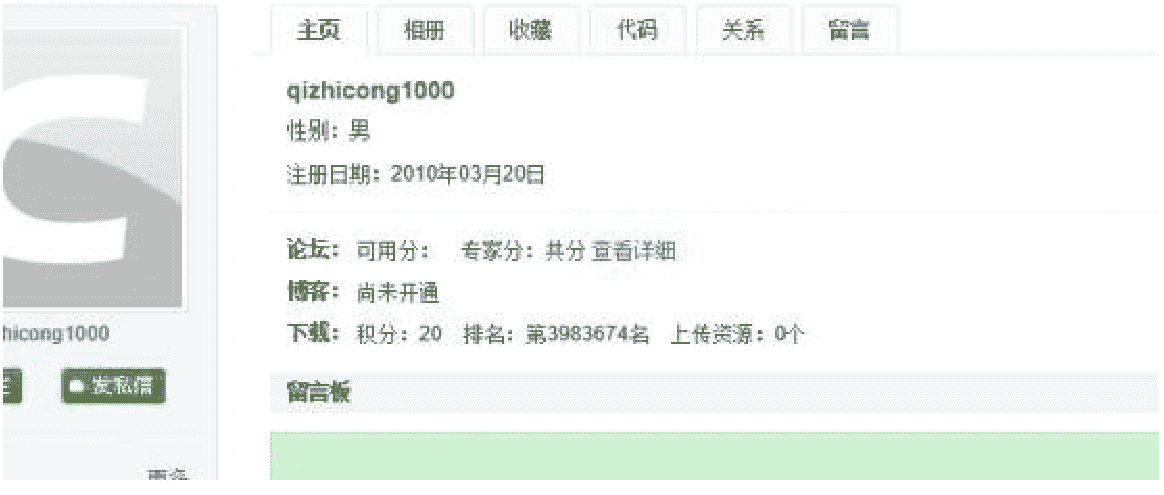 主页 相册 收藏 代码 关系 留言
qizhicong1000
性别：男
注册日期：2010年03月20日
论坛： 可用分： 专家分：共分 查看详细
博客： 尚未开通
下载： 积分：20 排名：第3983674名 上传资源：0个
hicong1000
发私信
留言板